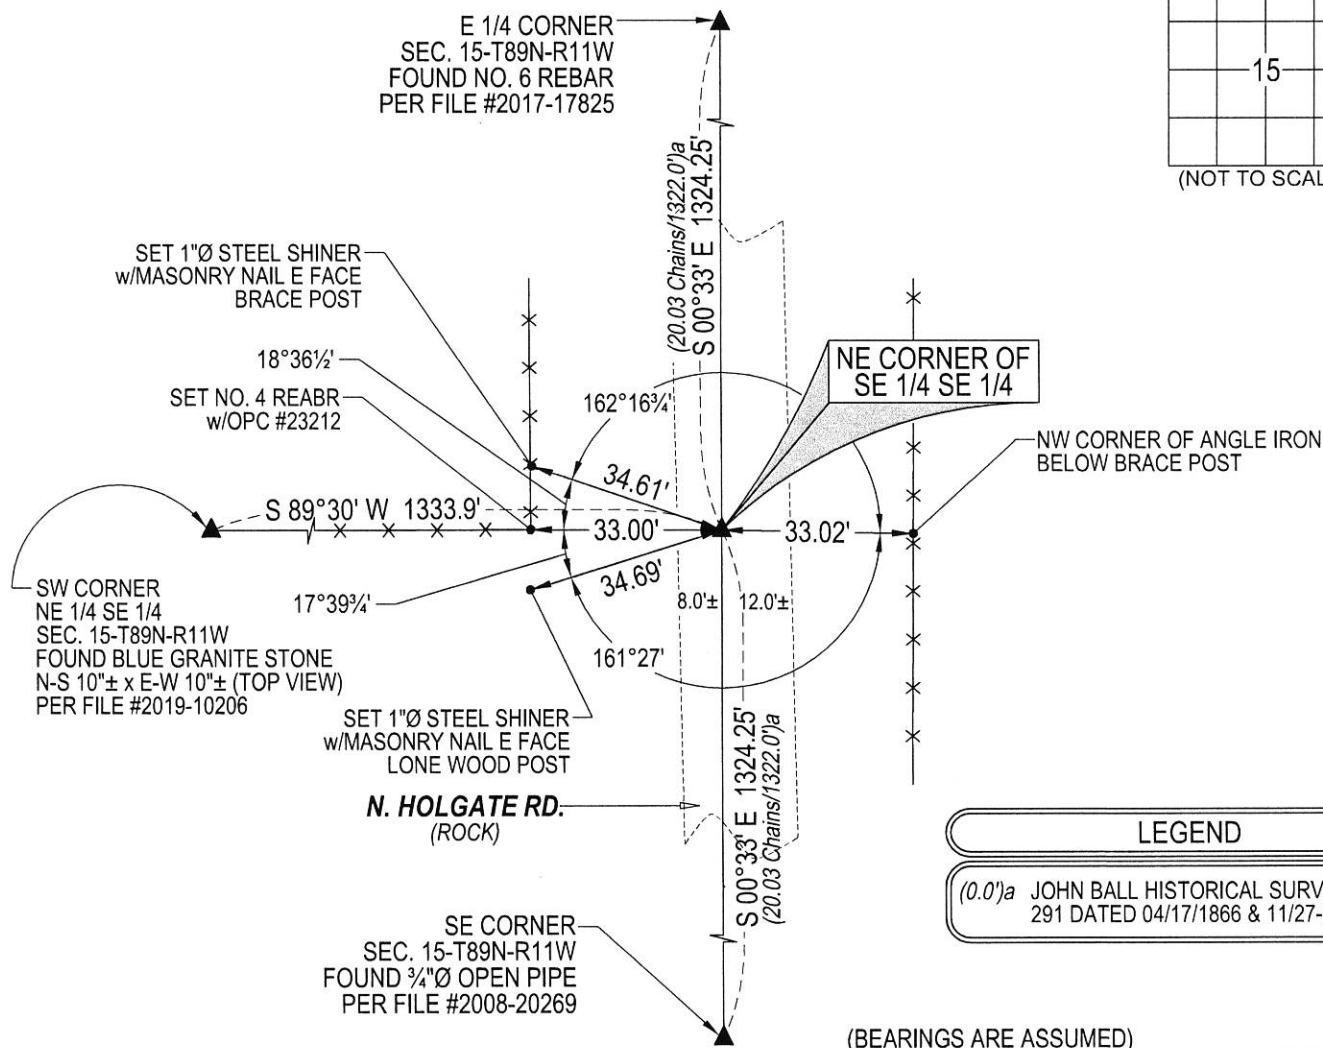 E 1/4 CORNER
SEC. 15-T89N-R11W
FOUND NO. 6 REBAR
PER FILE #2017-17825
15
(NOT TO SCAL
S 00°33' E 1324.25'
(20.03 Chains/1322.0')a
SET 1"Ø STEEL SHINER
w/MASONRY NAIL E FACE
BRACE POST
18°36½'
SET NO. 4 REABR
w/OPC #23212
162°16¾'
NE CORNER OF
SE 1/4 SE 1/4
NW CORNER OF ANGLE IRON
BELOW BRACE POST
34.61'
S 89°30' W 1333.9'
33.00'
33.02'
34.69'
SW CORNER
NE 1/4 SE 1/4
SEC. 15-T89N-R11W
FOUND BLUE GRANITE STONE
N-S 10"± x E-W 10"± (TOP VIEW)
PER FILE #2019-10206
17°39¾'
8.0'±
12.0'±
161°27'
SET 1"Ø STEEL SHINER
w/MASONRY NAIL E FACE
LONE WOOD POST
N. HOLGATE RD.
(ROCK)
S 00°33' E 1324.25'
(20.03 Chains/1322.0')a
LEGEND
(0.0')a JOHN BALL HISTORICAL SURV
291 DATED 04/17/1866 & 11/27-
SE CORNER
SEC. 15-T89N-R11W
FOUND ¾"Ø OPEN PIPE
PER FILE #2008-20269
(BEARINGS ARE ASSUMED)